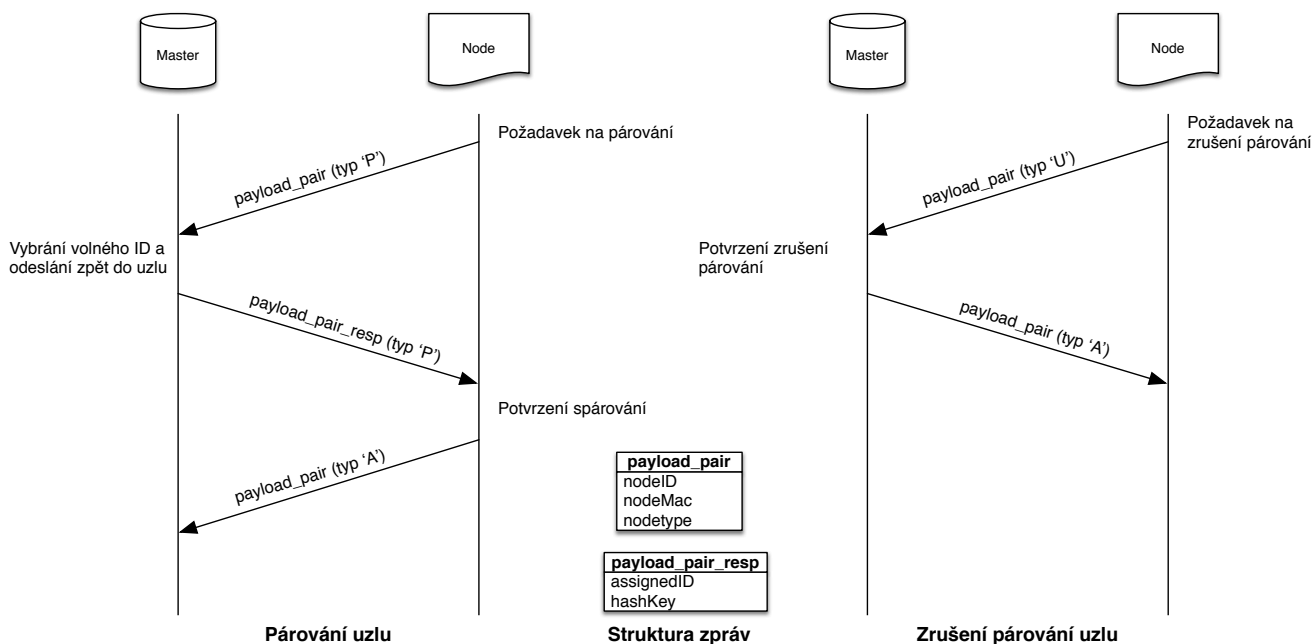 Master
Node
Požadavek na párování
payload_pair (typ ‘P’)
Vybrání volného ID a
odeslání zpět do uzlu
payload_pair_resp (typ ‘P’)
Potvrzení spárování
payload_pair (typ ‘A’)
Párování uzlu
payload_pair
nodeID
nodeMac
nodetype
payload_pair_resp
assignedID
hashKey
Struktura zpráv
Master
Node
Požadavek na
zrušení párování
payload_pair (typ ‘U’)
Potvrzení zrušení
párování
payload_pair (typ ‘A’)
Zrušení párování uzlu